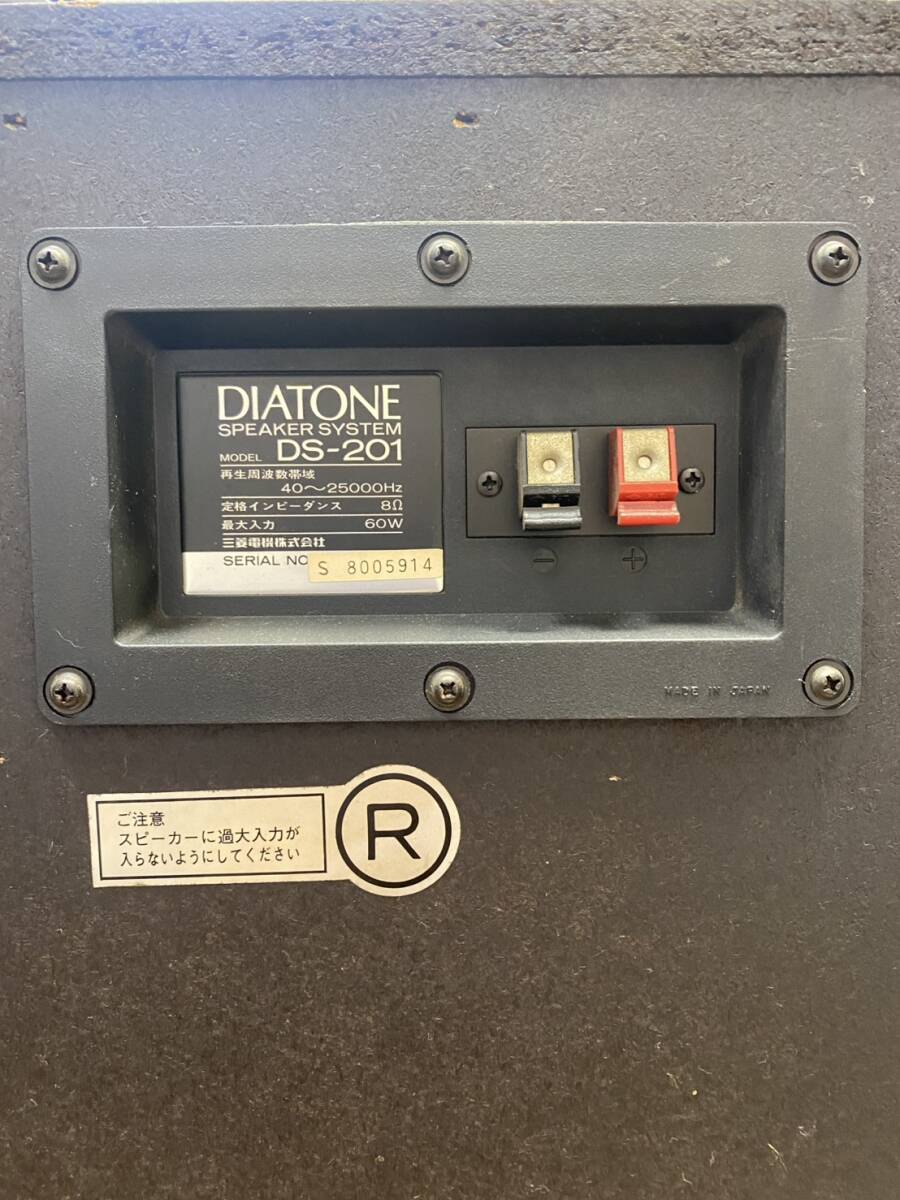 DIATONE
SPEAKER SYSTEM
MODEL DS-201
再生周波数帯域
40～25000Hz
定格インピーダンス 8Ω
最大入力 60W
三菱電機株式会社
SERIAL NO
S 8005914
− +
MADE IN JAPAN
ご注意
スピーカーに過大入力が
入らないようにしてください
R